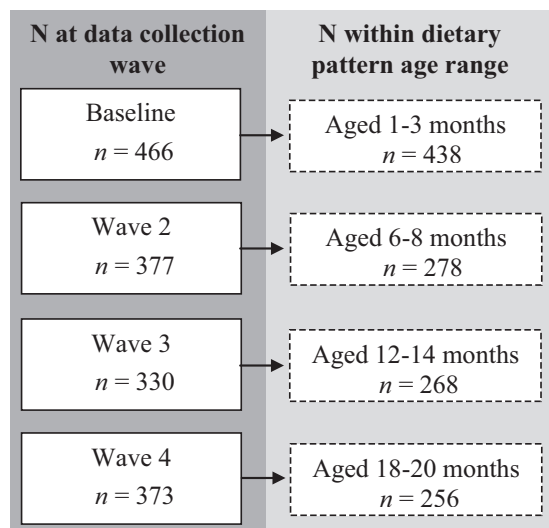 N at data collection
wave
N within dietary
pattern age range
Baseline
n = 466
Aged 1-3 months
n = 438
Wave 2
n = 377
Aged 6-8 months
n = 278
Wave 3
n = 330
Aged 12-14 months
n = 268
Wave 4
n = 373
Aged 18-20 months
n = 256